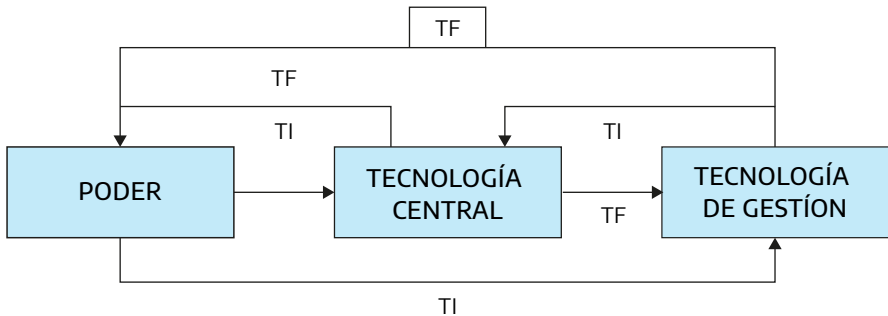 TF
TF
TI
TI
PODER
TECNOLOGÍA
CENTRAL
TECNOLOGÍA
DE GESTÍON
TF
TI